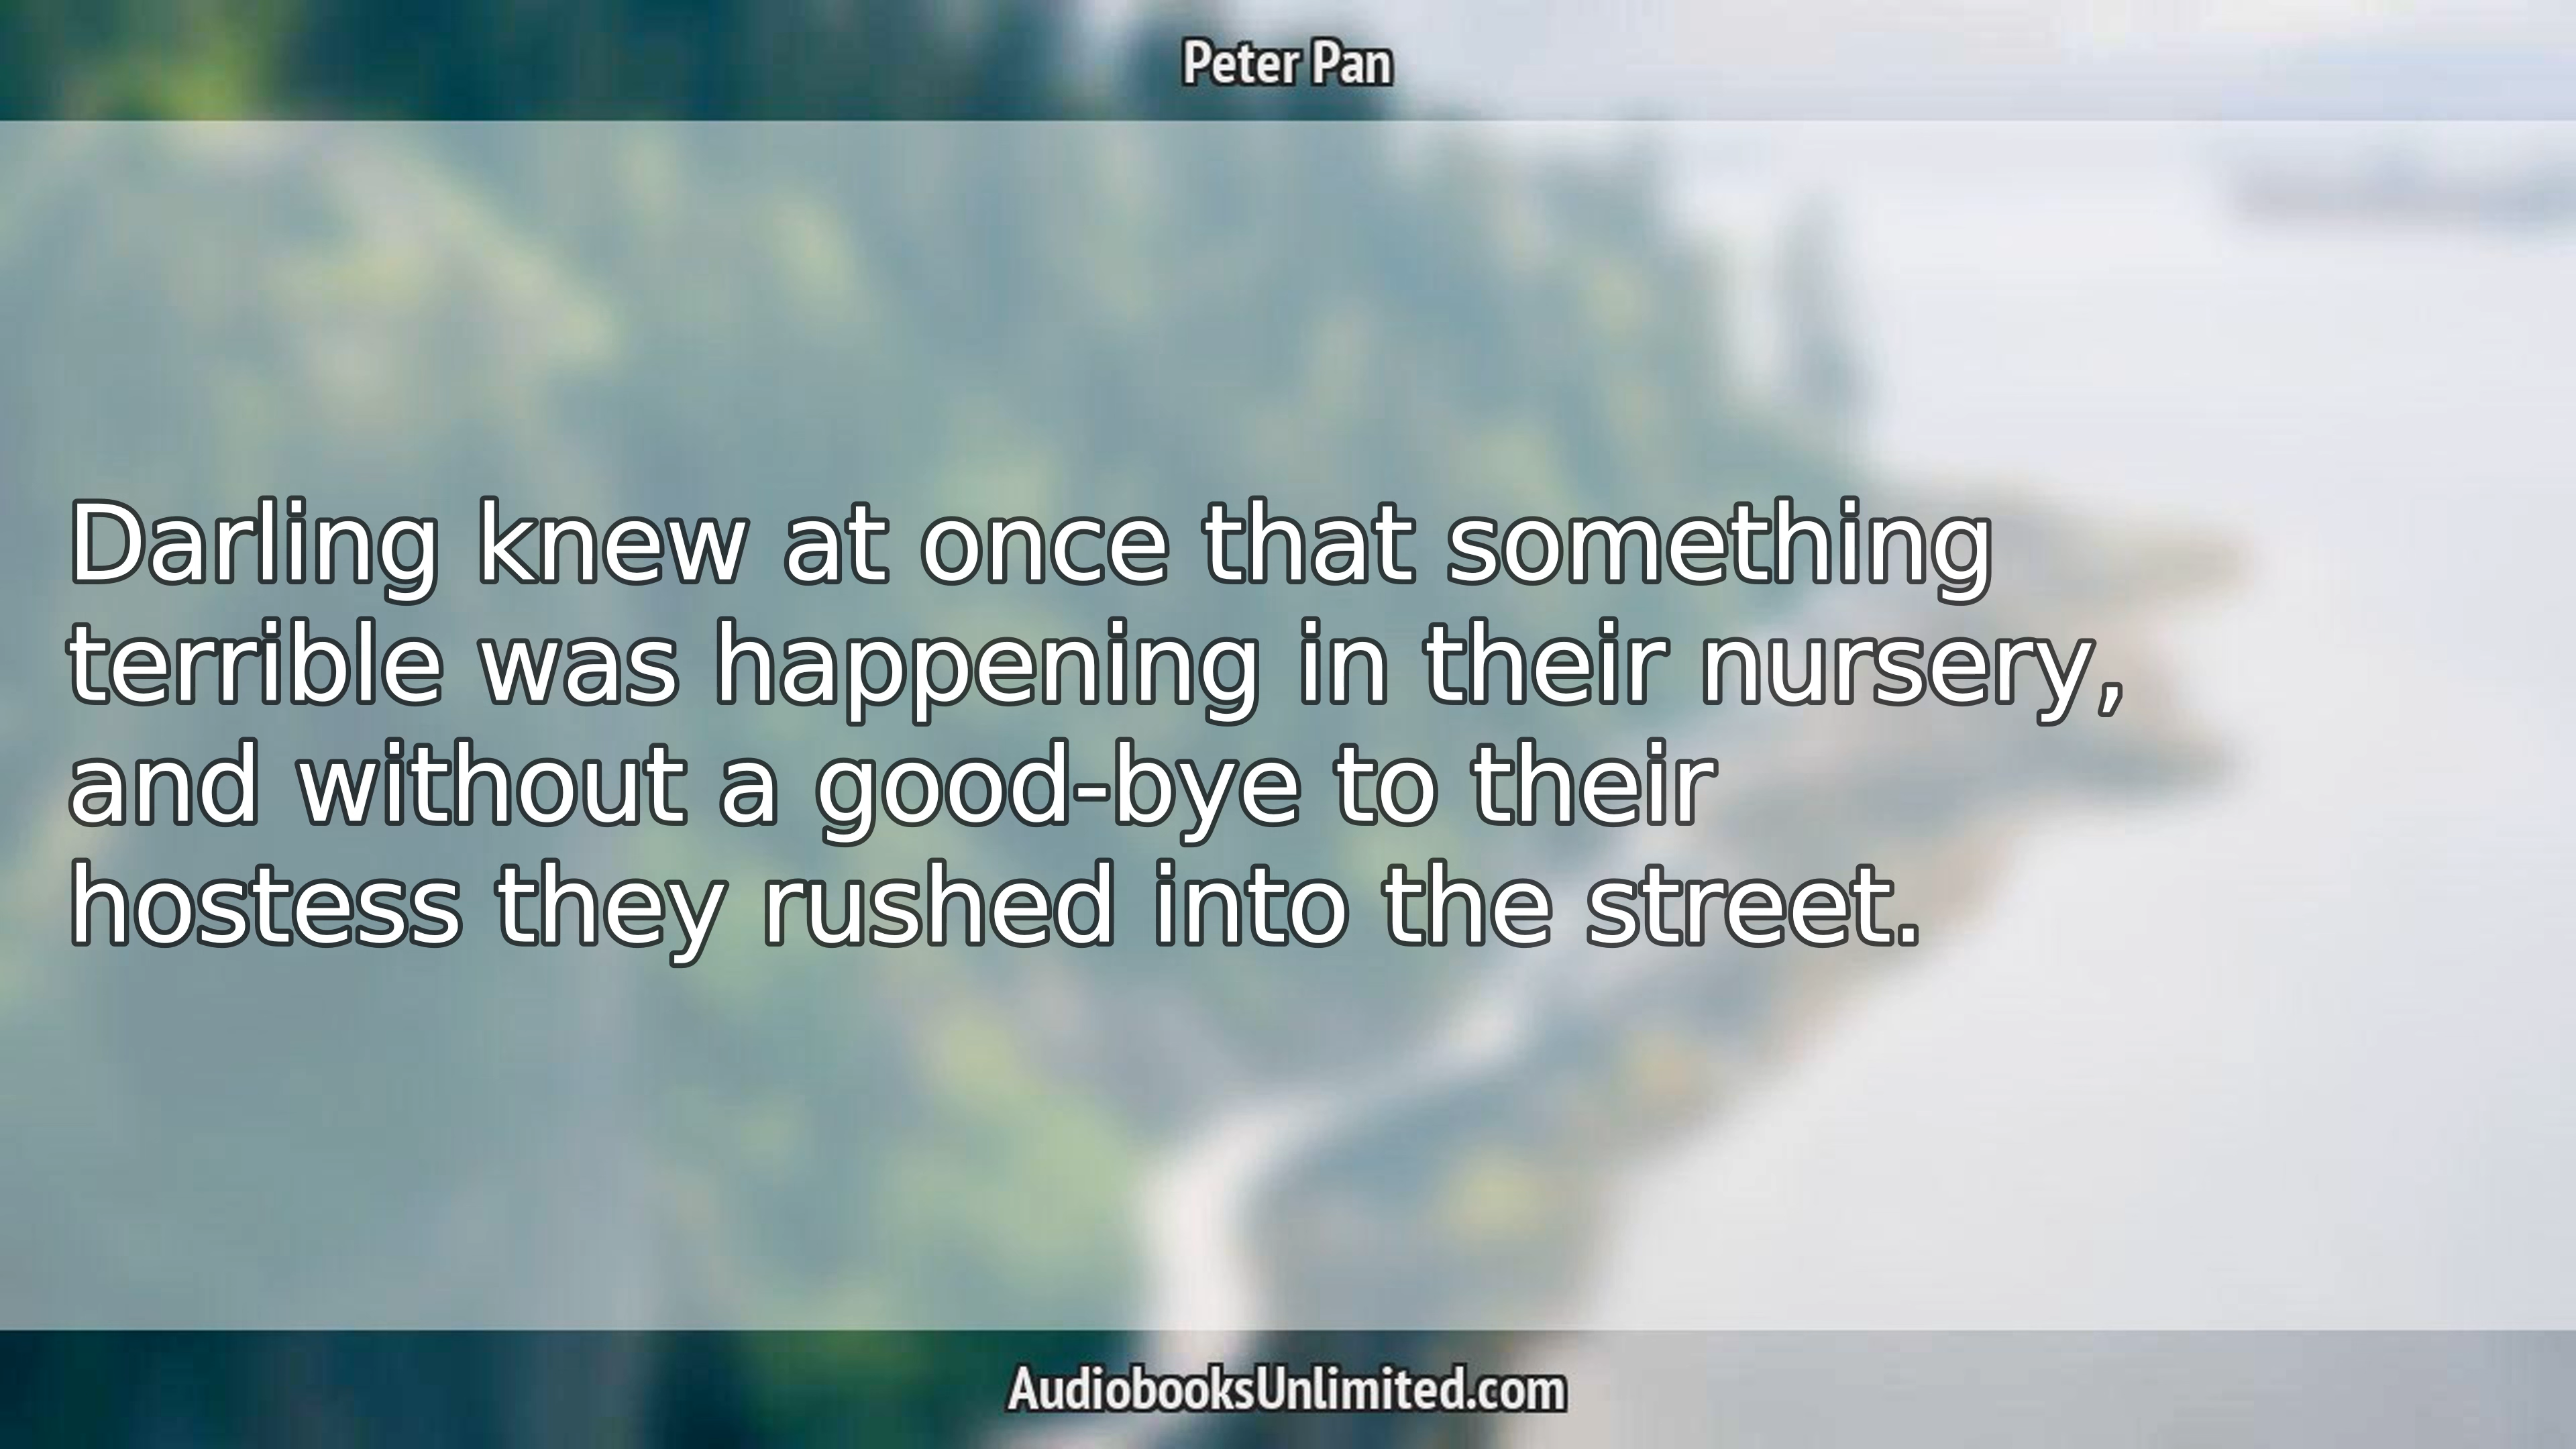 Peter Pan
Darling knew at once that something
terrible was happening in their nursery,
and without a good-bye to their
hostess they rushed into the street.
AudiobooksUnlimited.com